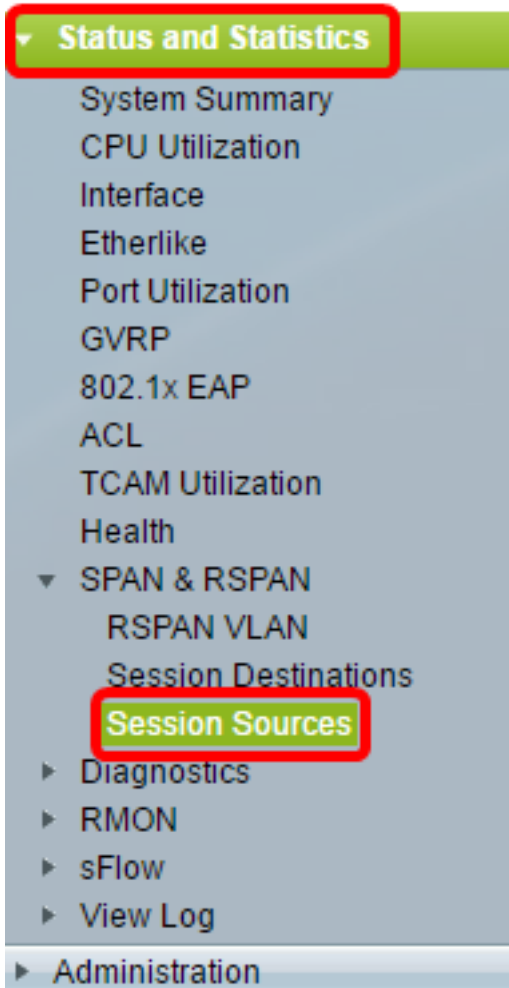 Status and Statistics
System Summary
CPU Utilization
Interface
Etherlike
Port Utilization
GVRP
802.1x EAP
ACL
TCAM Utilization
Health
SPAN & RSPAN
RSPAN VLAN
Session Destinations
Session Sources
Diagnostics
RMON
sFlow
View Log
Administration